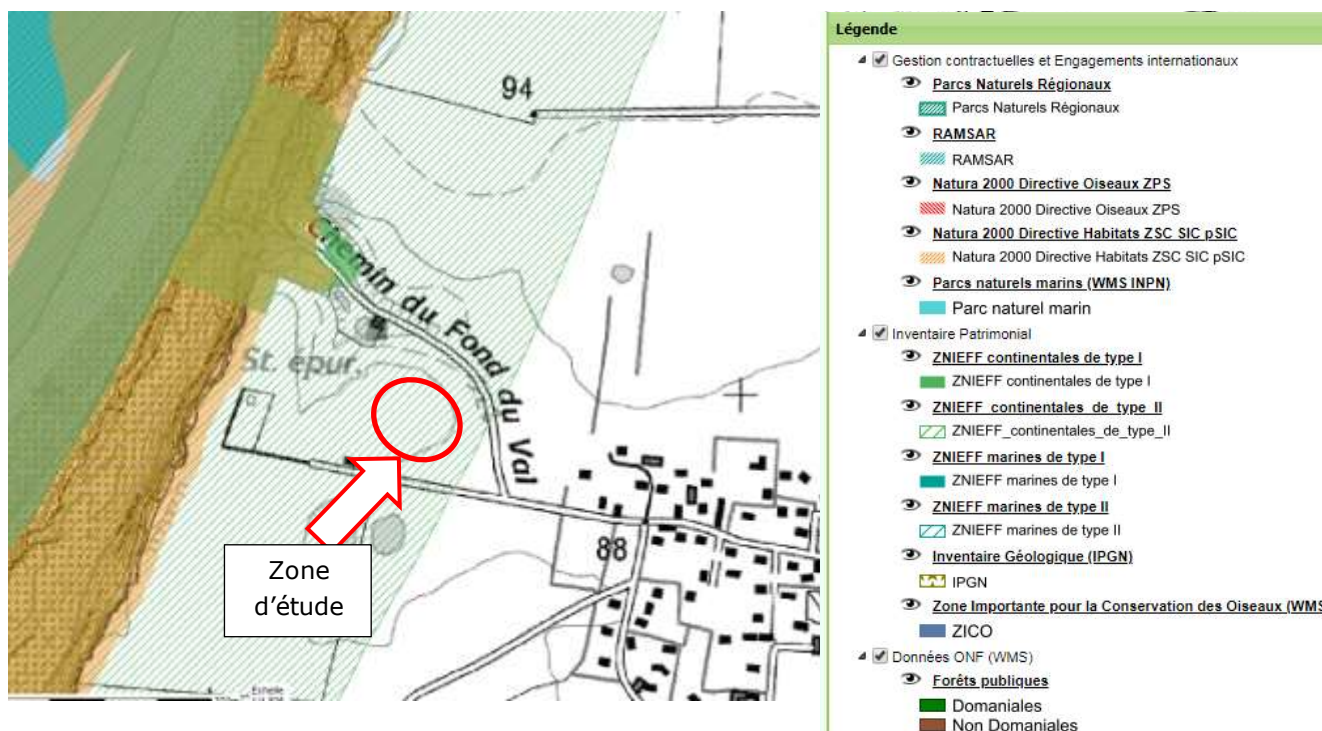 94
Chemin du Fond du Val
St. épur.
Zone
d'étude
88
Echelle
Légende
Gestion contractuelles et Engagements internationaux
Parcs Naturels Régionaux
Parcs Naturels Régionaux
RAMSAR
RAMSAR
Natura 2000 Directive Oiseaux ZPS
Natura 2000 Directive Oiseaux ZPS
Natura 2000 Directive Habitats ZSC SIC pSIC
Natura 2000 Directive Habitats ZSC SIC pSIC
Parcs naturels marins (WMS INPN)
Parc naturel marin
Inventaire Patrimonial
ZNIEFF continentales de type I
ZNIEFF continentales de type I
ZNIEFF_continentales_de_type_II
ZNIEFF_continentales_de_type_II
ZNIEFF marines de type I
ZNIEFF marines de type I
ZNIEFF marines de type II
ZNIEFF marines de type II
Inventaire Géologique (IPGN)
IPGN
Zone Importante pour la Conservation des Oiseaux (WMS
ZICO
Données ONF (WMS)
Forêts publiques
Domaniales
Non Domaniales